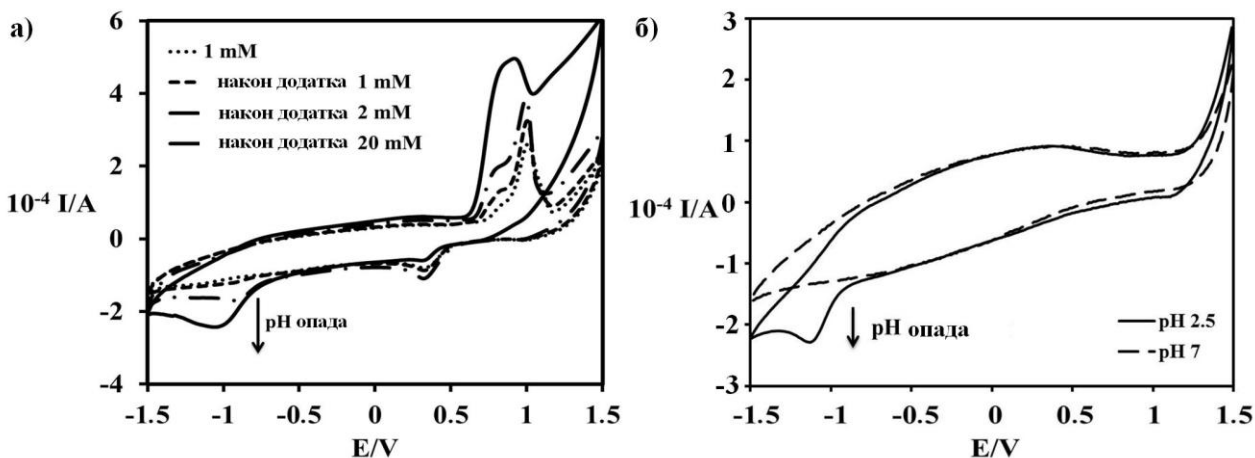 а)
6
4
2
0
-2
-4
10⁻⁴ I/A
1 mM
након додатка 1 mM
након додатка 2 mM
након додатка 20 mM
pH опада
-1.5 -1 -0.5 0 0.5 1 1.5
E/V
б)
3
2
1
0
-1
-2
-3
10⁻⁴ I/A
pH опада
pH 2.5
pH 7
-1.5 -1 -0.5 0 0.5 1 1.5
E/V